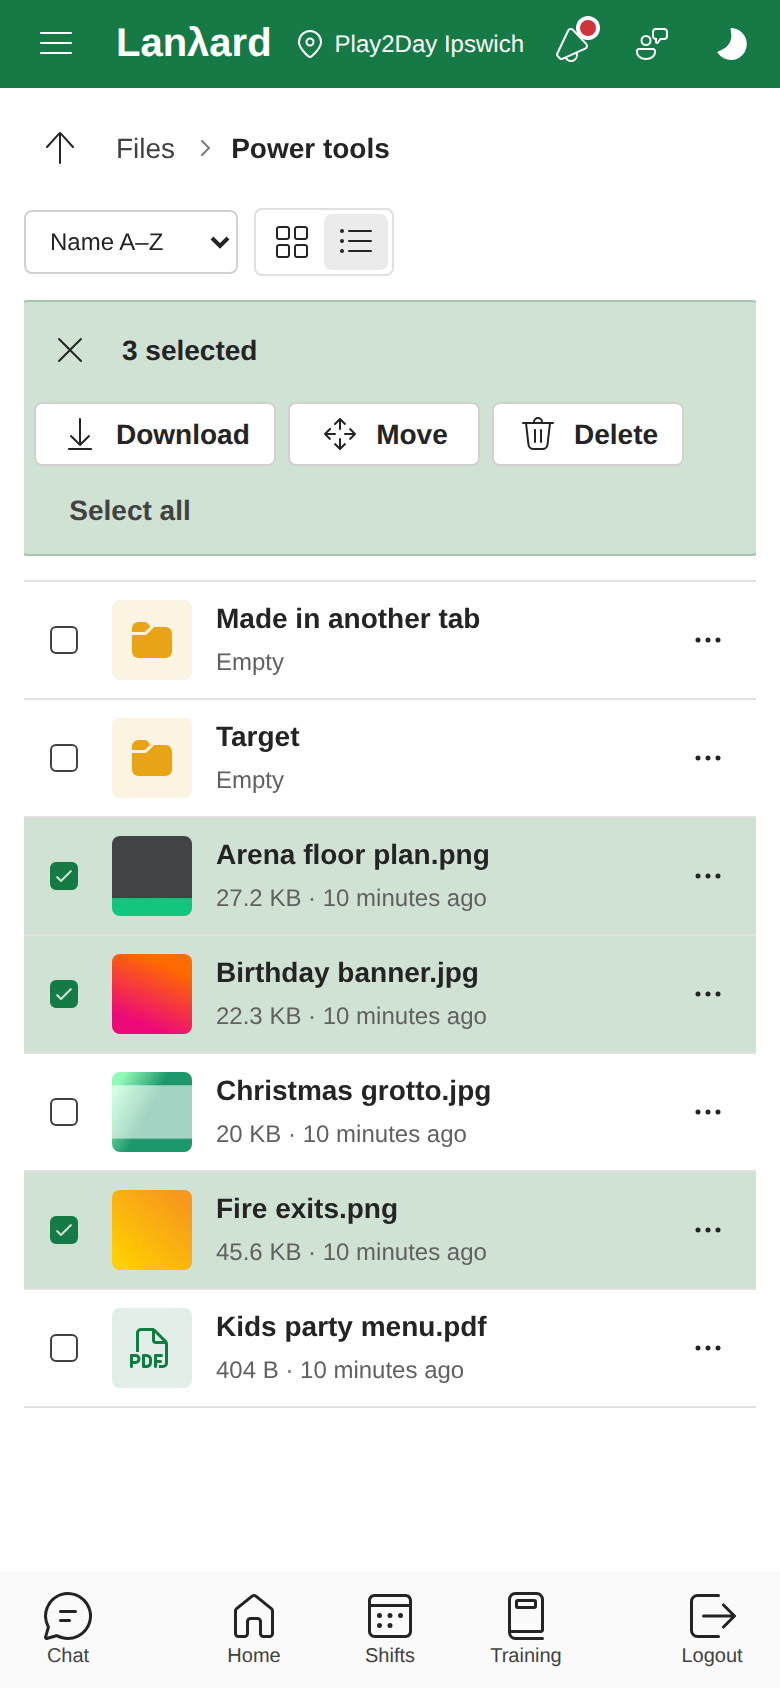 Lanλard
Play2Day Ipswich
Files > Power tools
Name A–Z
3 selected
Download
Move
Delete
Select all
Made in another tab
Empty
Target
Empty
Arena floor plan.png
27.2 KB · 10 minutes ago
Birthday banner.jpg
22.3 KB · 10 minutes ago
Christmas grotto.jpg
20 KB · 10 minutes ago
Fire exits.png
45.6 KB · 10 minutes ago
PDF
Kids party menu.pdf
404 B · 10 minutes ago
Chat
Home
Shifts
Training
Logout